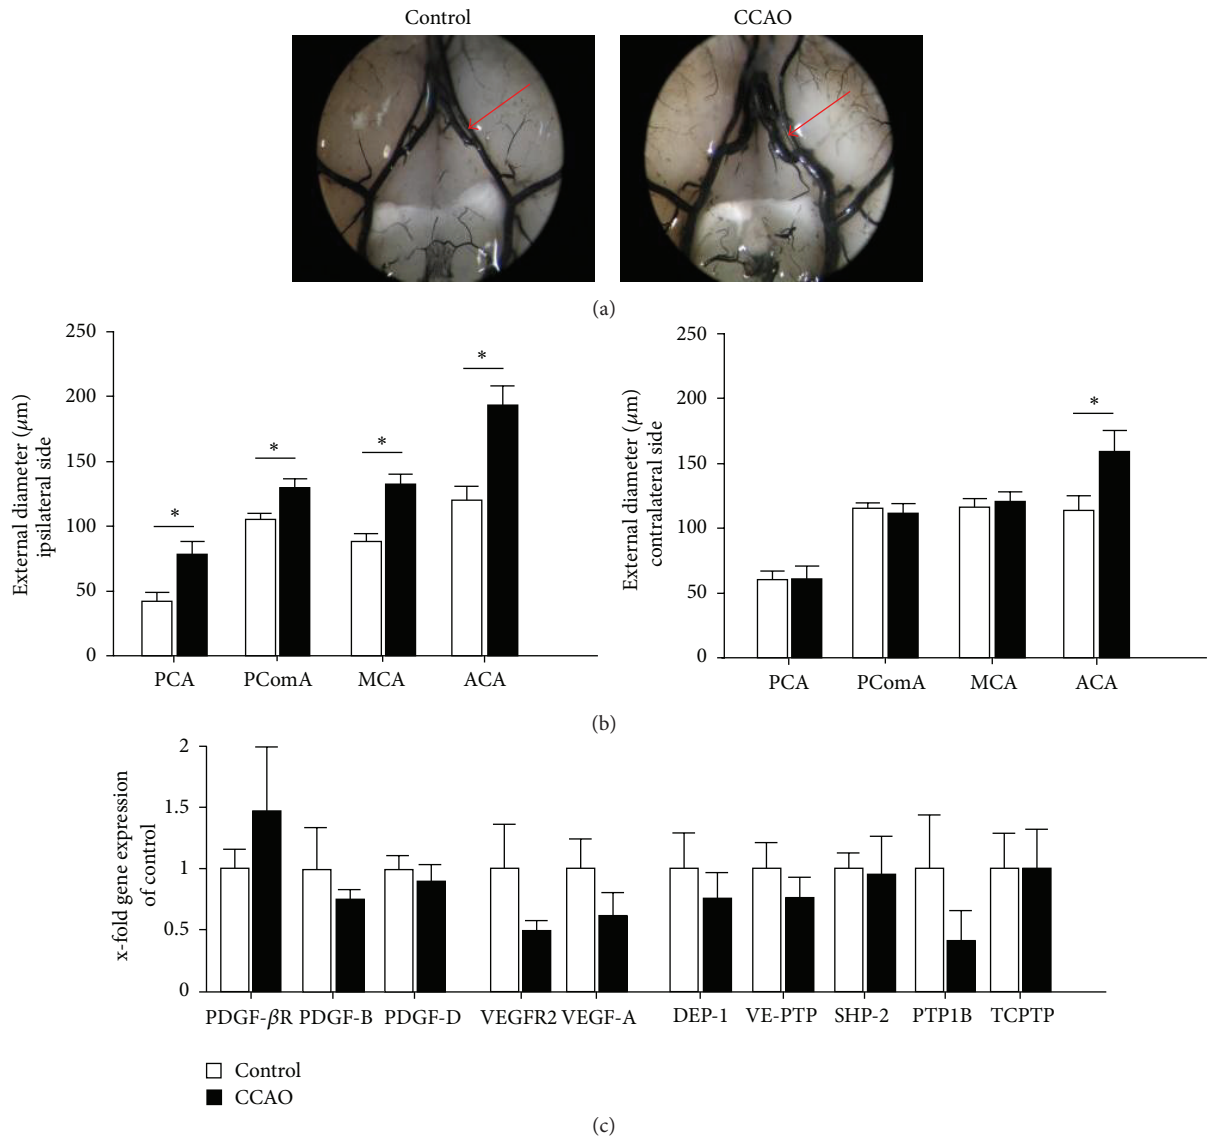 Control
CCAO
(a)
250
200
150
100
50
0
External diameter (μm)
ipsilateral side
*
*
*
*
PCA
PComA
MCA
ACA
250
200
150
100
50
0
External diameter (μm)
contralateral side
*
PCA
PComA
MCA
ACA
(b)
2
1.5
1
0.5
0
x-fold gene expression
of control
PDGF-βR PDGF-B PDGF-D VEGFR2 VEGF-A DEP-1 VE-PTP SHP-2 PTP1B TCPTP
Control
CCAO
(c)